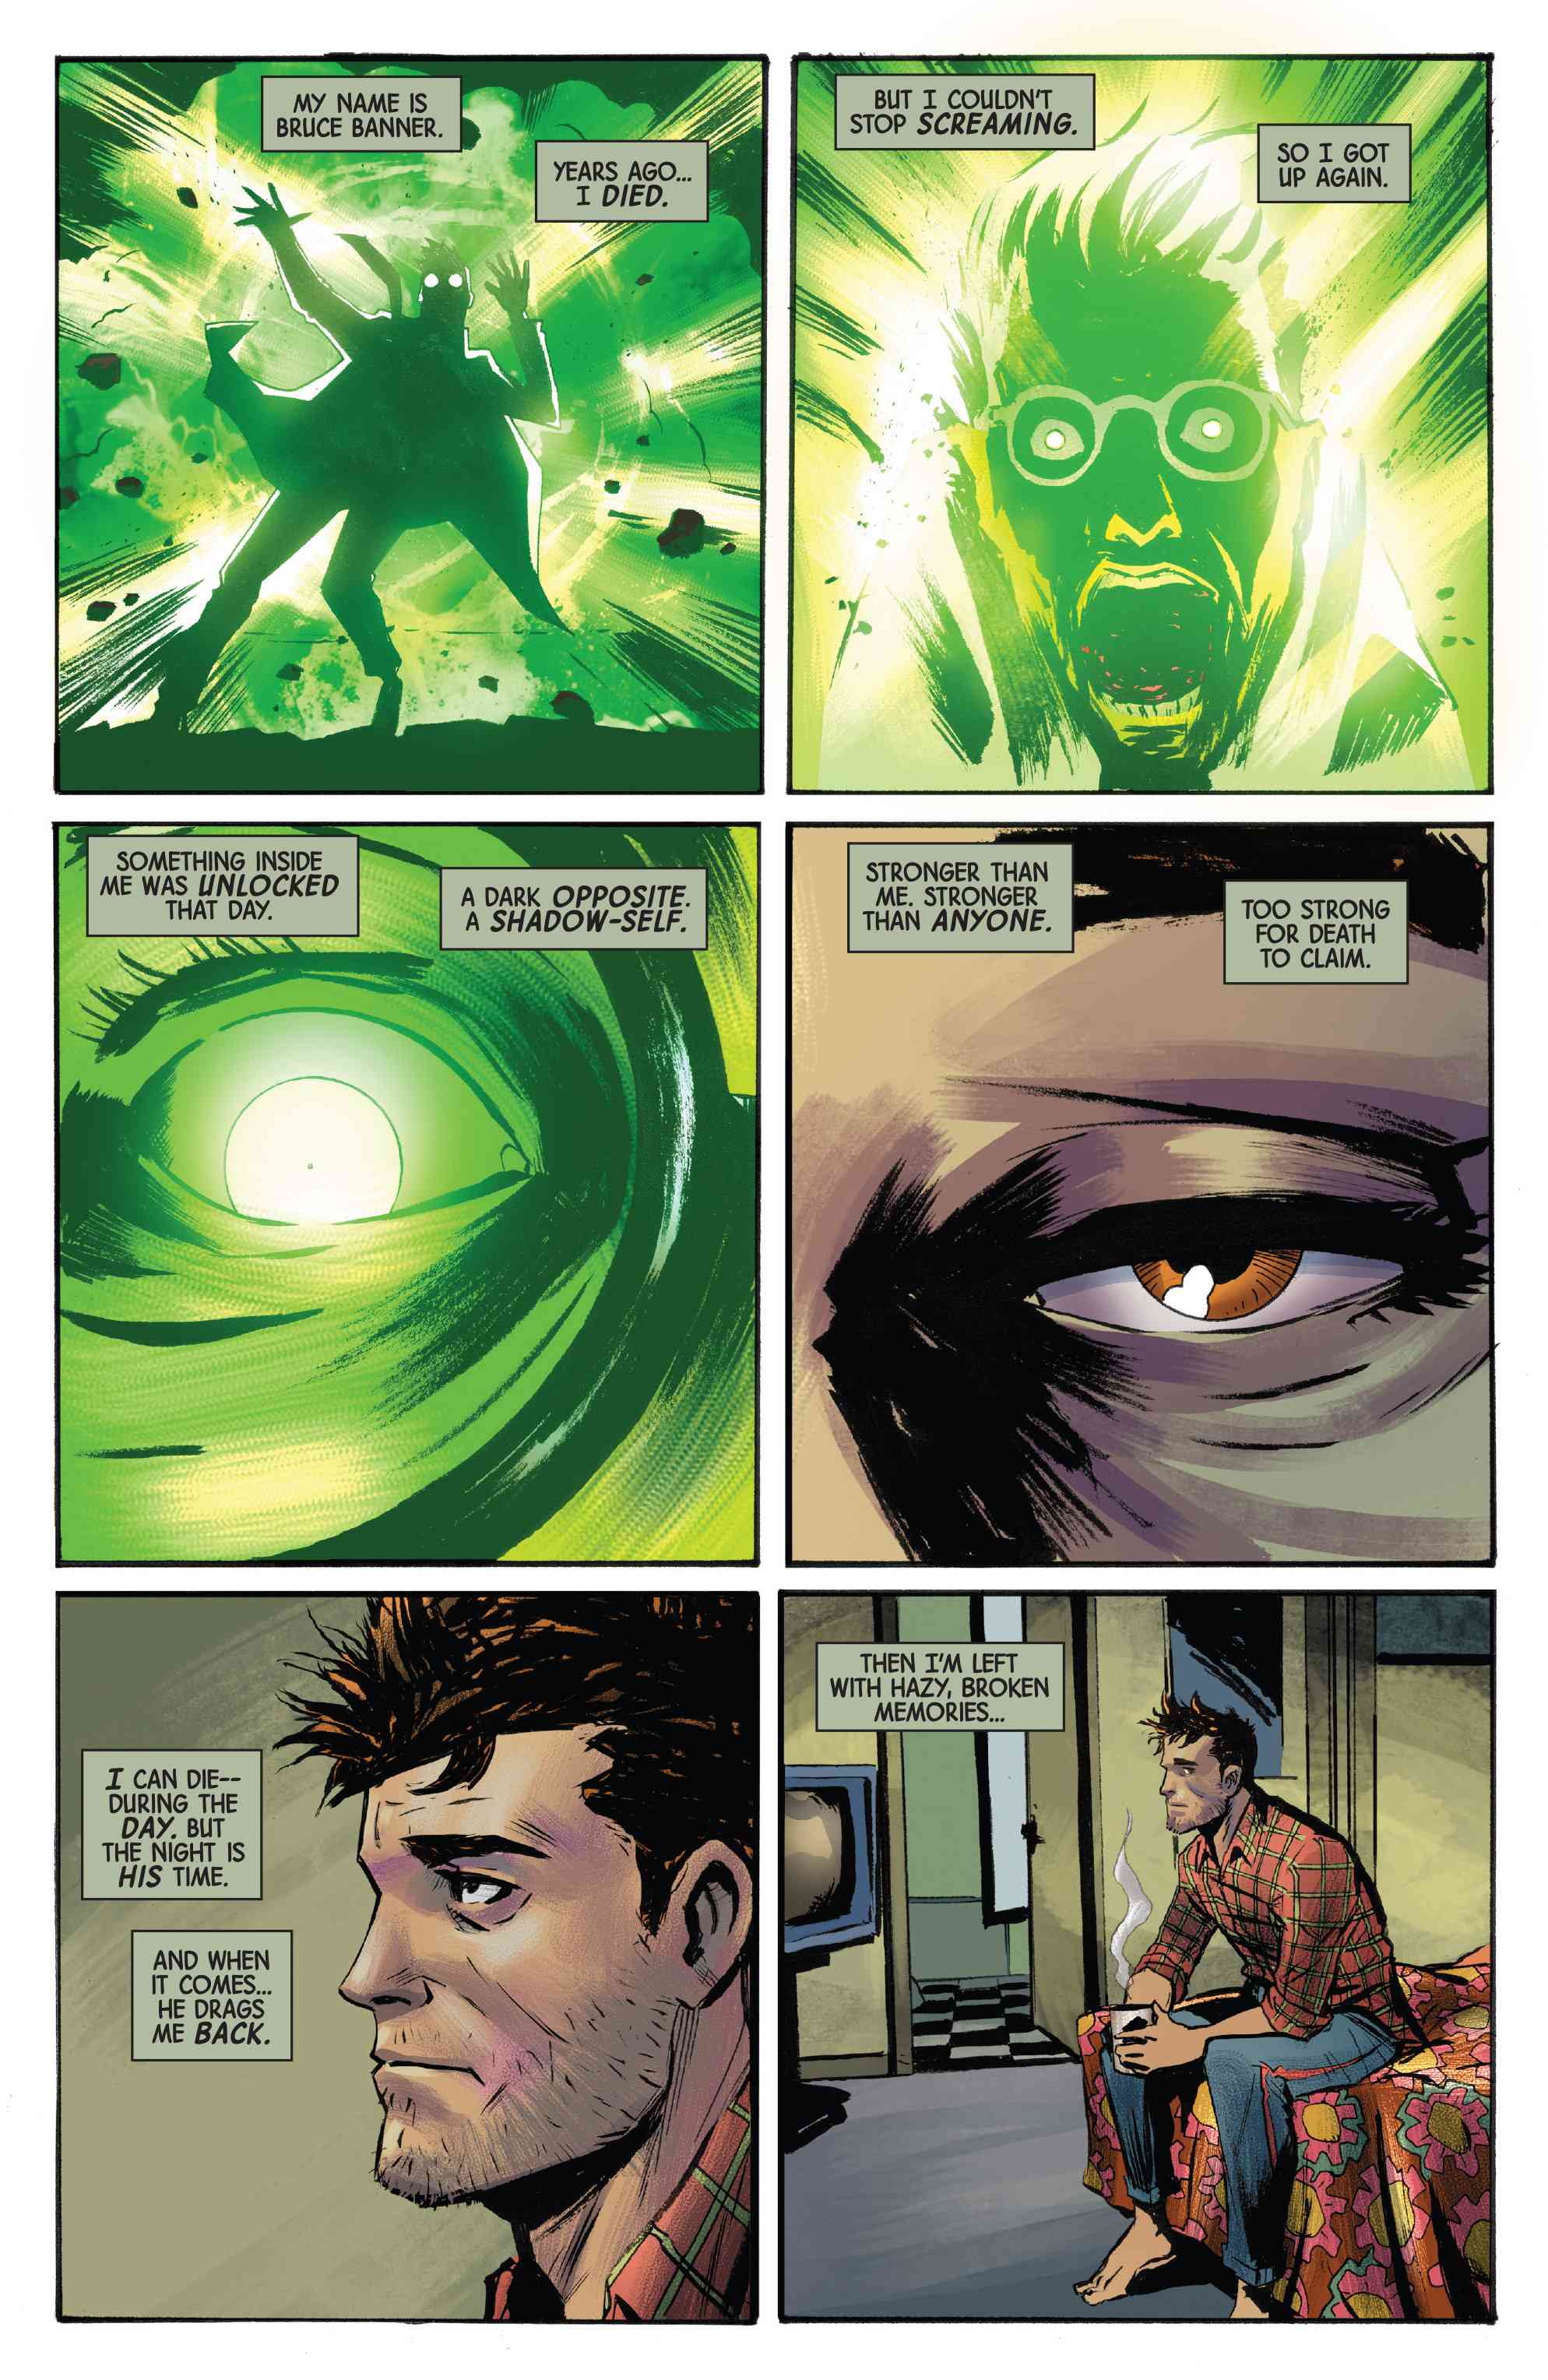 MY NAME IS
BRUCE BANNER.
YEARS AGO...
I DIED.
BUT I COULDN'T
STOP SCREAMING.
SO I GOT
UP AGAIN.
SOMETHING INSIDE
ME WAS UNLOCKED
THAT DAY.
A DARK OPPOSITE.
A SHADOW-SELF.
STRONGER THAN
ME. STRONGER
THAN ANYONE.
TOO STRONG
FOR DEATH
TO CLAIM.
I CAN DIE--
DURING THE
DAY. BUT
THE NIGHT IS
HIS TIME.
AND WHEN
IT COMES...
HE DRAGS
ME BACK.
THEN I'M LEFT
WITH HAZY, BROKEN
MEMORIES...